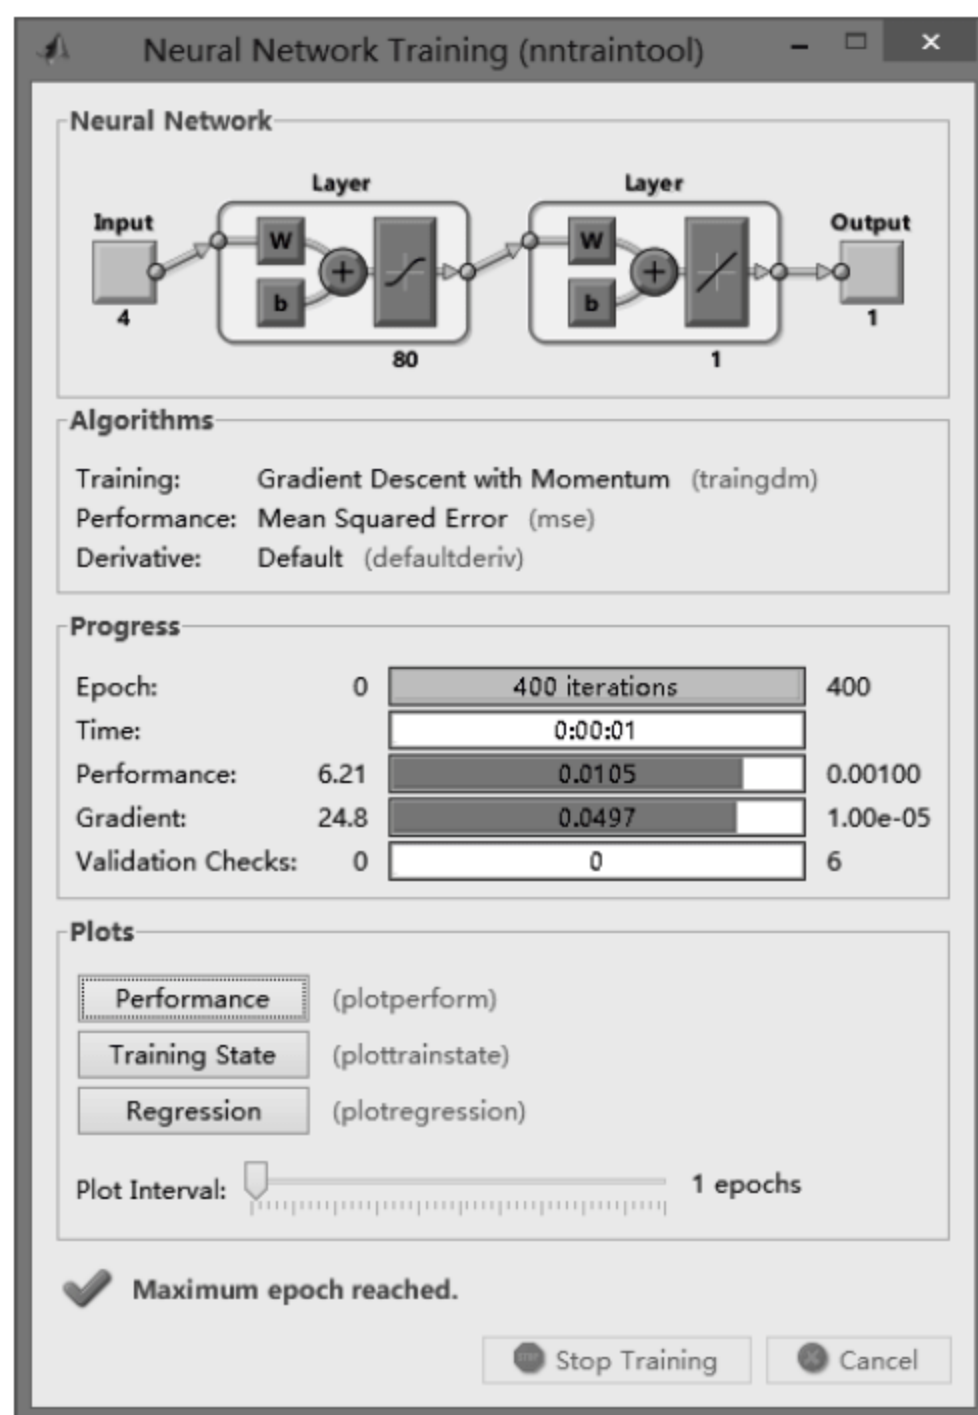 Neural Network Training (nntraintool)
Neural Network
Layer Layer
Input Output
W W
b b
4 1
80 1
Algorithms
Training: Gradient Descent with Momentum (traingdm)
Performance: Mean Squared Error (mse)
Derivative: Default (defaultderiv)
Progress
Epoch: 0 400 iterations 400
Time: 0:00:01
Performance: 6.21 0.0105 0.00100
Gradient: 24.8 0.0497 1.00e-05
Validation Checks: 0 0 6
Plots
Performance (plotperform)
Training State (plottrainstate)
Regression (plotregression)
Plot Interval: 1 epochs
Maximum epoch reached.
STOP Stop Training Cancel